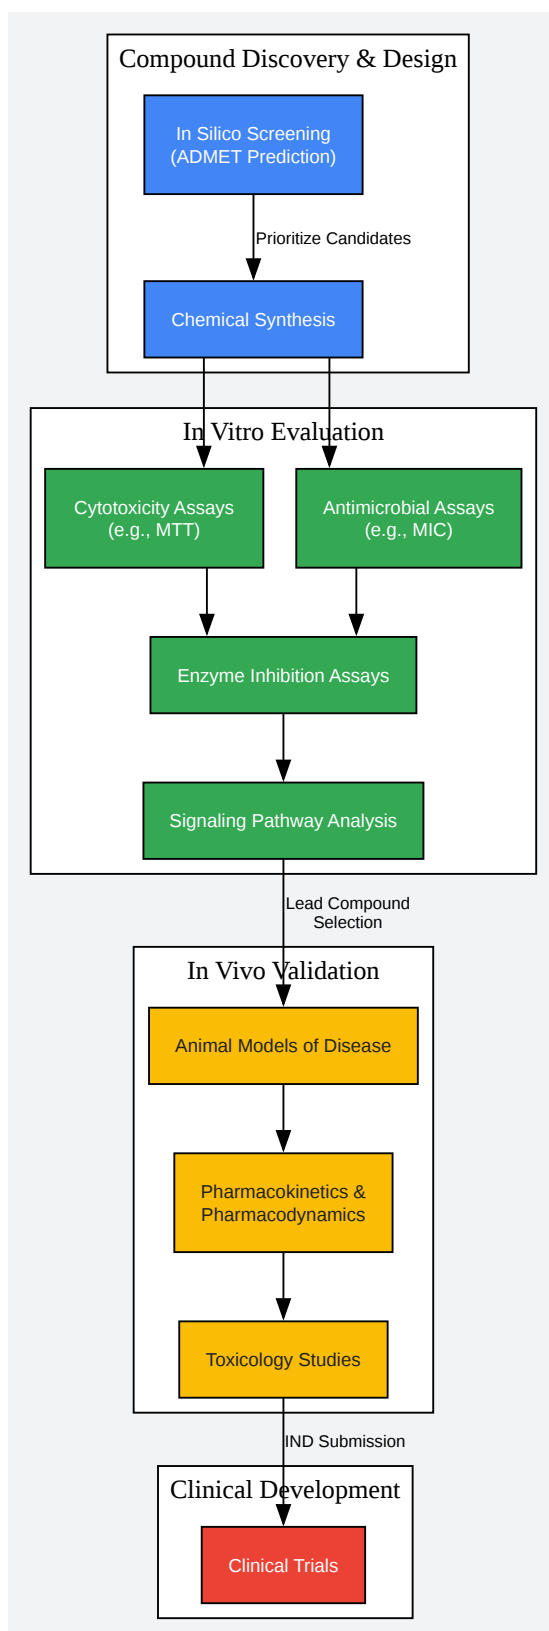 Compound Discovery & Design
In Silico Screening
(ADMET Prediction)
Prioritize Candidates
Chemical Synthesis
In Vitro Evaluation
Cytotoxicity Assays
(e.g., MTT)
Antimicrobial Assays
(e.g., MIC)
Enzyme Inhibition Assays
Signaling Pathway Analysis
Lead Compound
Selection
In Vivo Validation
Animal Models of Disease
Pharmacokinetics &
Pharmacodynamics
Toxicology Studies
IND Submission
Clinical Development
Clinical Trials